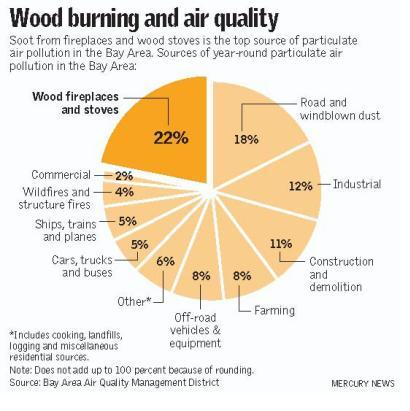 Wood burning and air quality
Soot from fireplaces and wood stoves is the top source of particulate
air pollution in the Bay Area. Sources of year-round particulate air
pollution in the Bay Area:
Wood fireplaces
and stoves
22%
Road and
windblown dust
18%
Industrial
12%
Construction
and
demolition
11%
Farming
8%
Off-road
vehicles &
equipment
8%
Other*
6%
Cars, trucks
and buses
5%
Ships, trains
and planes
5%
Wildfires and
structure fires
4%
Commercial
2%
*Includes cooking, landfills,
logging and miscellaneous
residential sources.
Note: Does not add up to 100 percent because of rounding.
Source: Bay Area Air Quality Management District
MERCURY NEWS